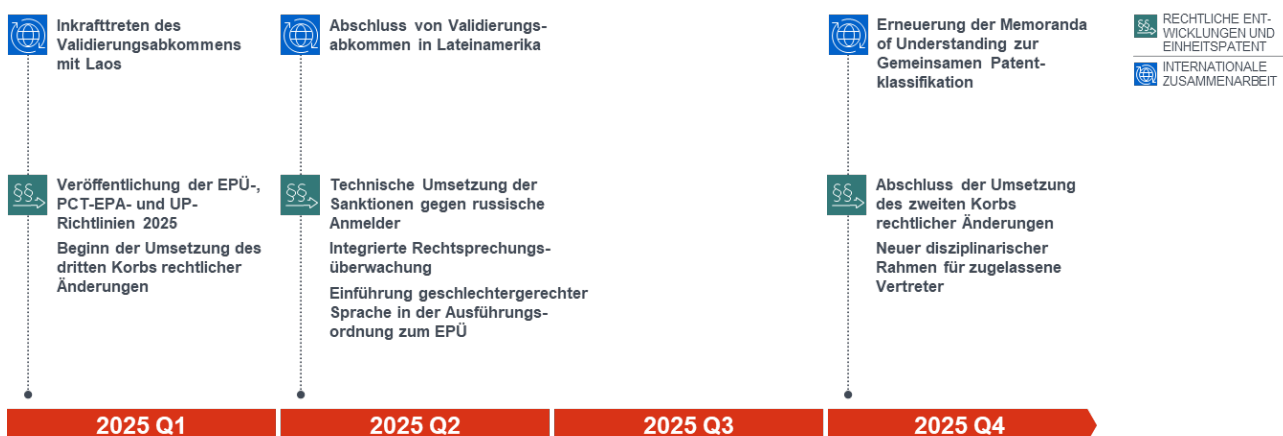 Inkrafttreten des
Validierungsabkommens
mit Laos
Abschluss von Validierungs-
abkommen in Lateinamerika
Erneuerung der Memoranda
of Understanding zur
Gemeinsamen Patent-
klassifikation
§§
RECHTLICHE ENT-
WICKLUNGEN UND
EINHEITSPATENT
INTERNATIONALE
ZUSAMMENARBEIT
§§
Veröffentlichung der EPÜ-,
PCT-EPA- und UP-
Richtlinien 2025
Beginn der Umsetzung des
dritten Korbs rechtlicher
Änderungen
§§
Technische Umsetzung der
Sanktionen gegen russische
Anmelder
Integrierte Rechtsprechungs-
überwachung
Einführung geschlechtergerechter
Sprache in der Ausführungs-
ordnung zum EPÜ
§§
Abschluss der Umsetzung
des zweiten Korbs
rechtlicher Änderungen
Neuer disziplinarischer
Rahmen für zugelassene
Vertreter
2025 Q1
2025 Q2
2025 Q3
2025 Q4